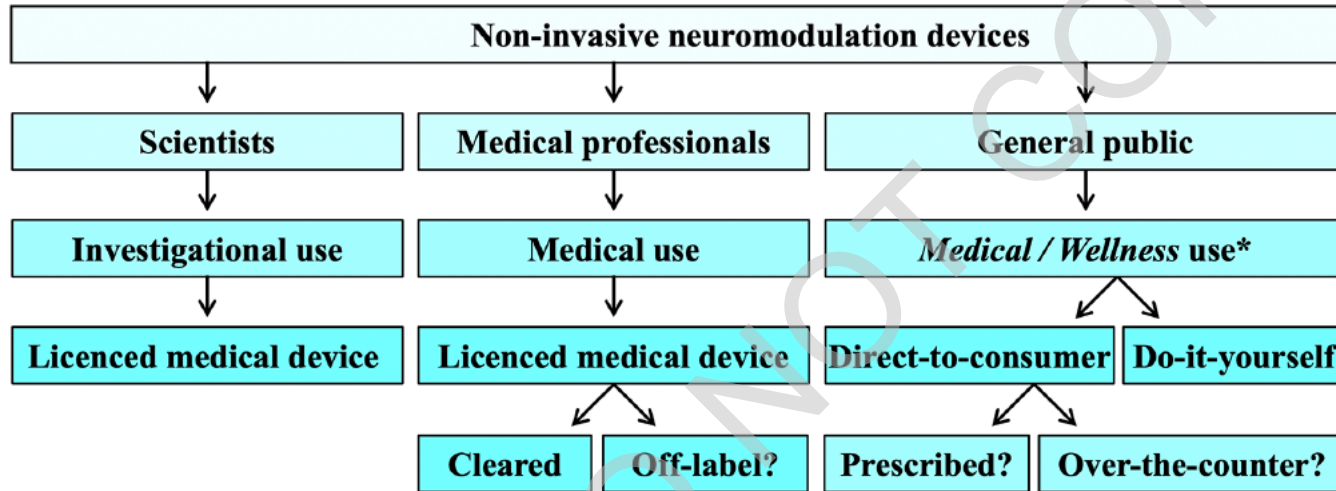 Non-invasive neuromodulation devices
Scientists
Medical professionals
General public
Investigational use
Medical use
Medical / Wellness use*
Licenced medical device
Licenced medical device
Direct-to-consumer
Do-it-yourself
Cleared
Off-label?
Prescribed?
Over-the-counter?
NOT